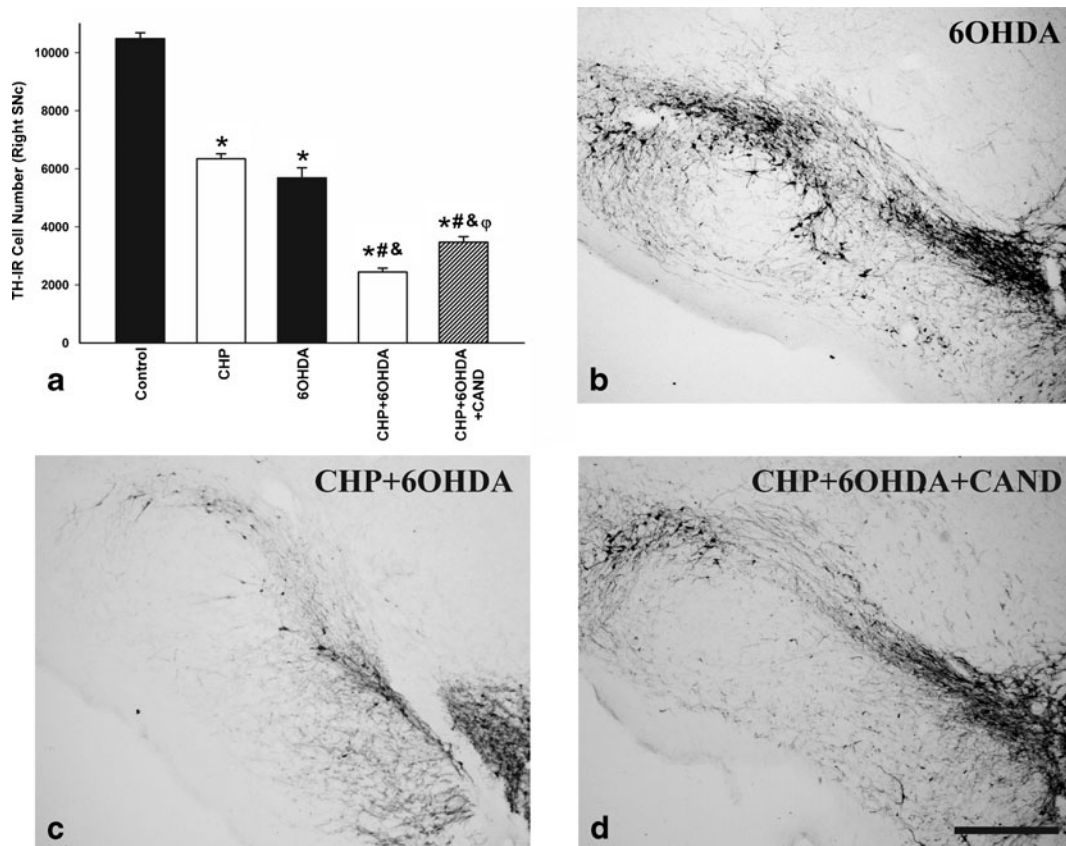 TH-IR Cell Number (Right SNc)
10000
8000
6000
4000
2000
0
*
*
*#&
*#&φ
Control
CHP
6OHDA
CHP+6OHDA
CHP+6OHDA
+CAND
a
6OHDA
b
CHP+6OHDA
c
CHP+6OHDA+CAND
d